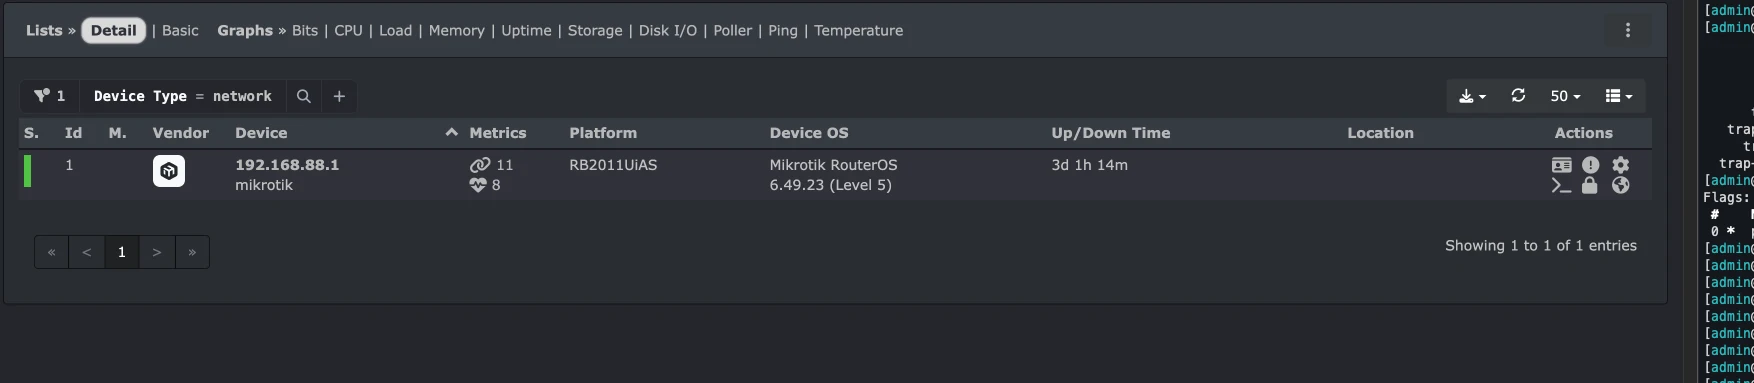 Lists » Detail | Basic Graphs » Bits | CPU | Load | Memory | Uptime | Storage | Disk I/O | Poller | Ping | Temperature
1 Device Type = network 50
S. Id M. Vendor Device Metrics Platform Device OS Up/Down Time Location Actions
1 192.168.88.1 11 RB2011UiAS Mikrotik RouterOS 3d 1h 14m
mikrotik 8 6.49.23 (Level 5)
« < 1 > »
Showing 1 to 1 of 1 entries
[admin@
[admin@
trap
tr
trap-
[admin@
Flags:
#
0 *
[admin@
[admin@
[admin@
[admin@
[admin@
[admin@
[admin@
[admin@